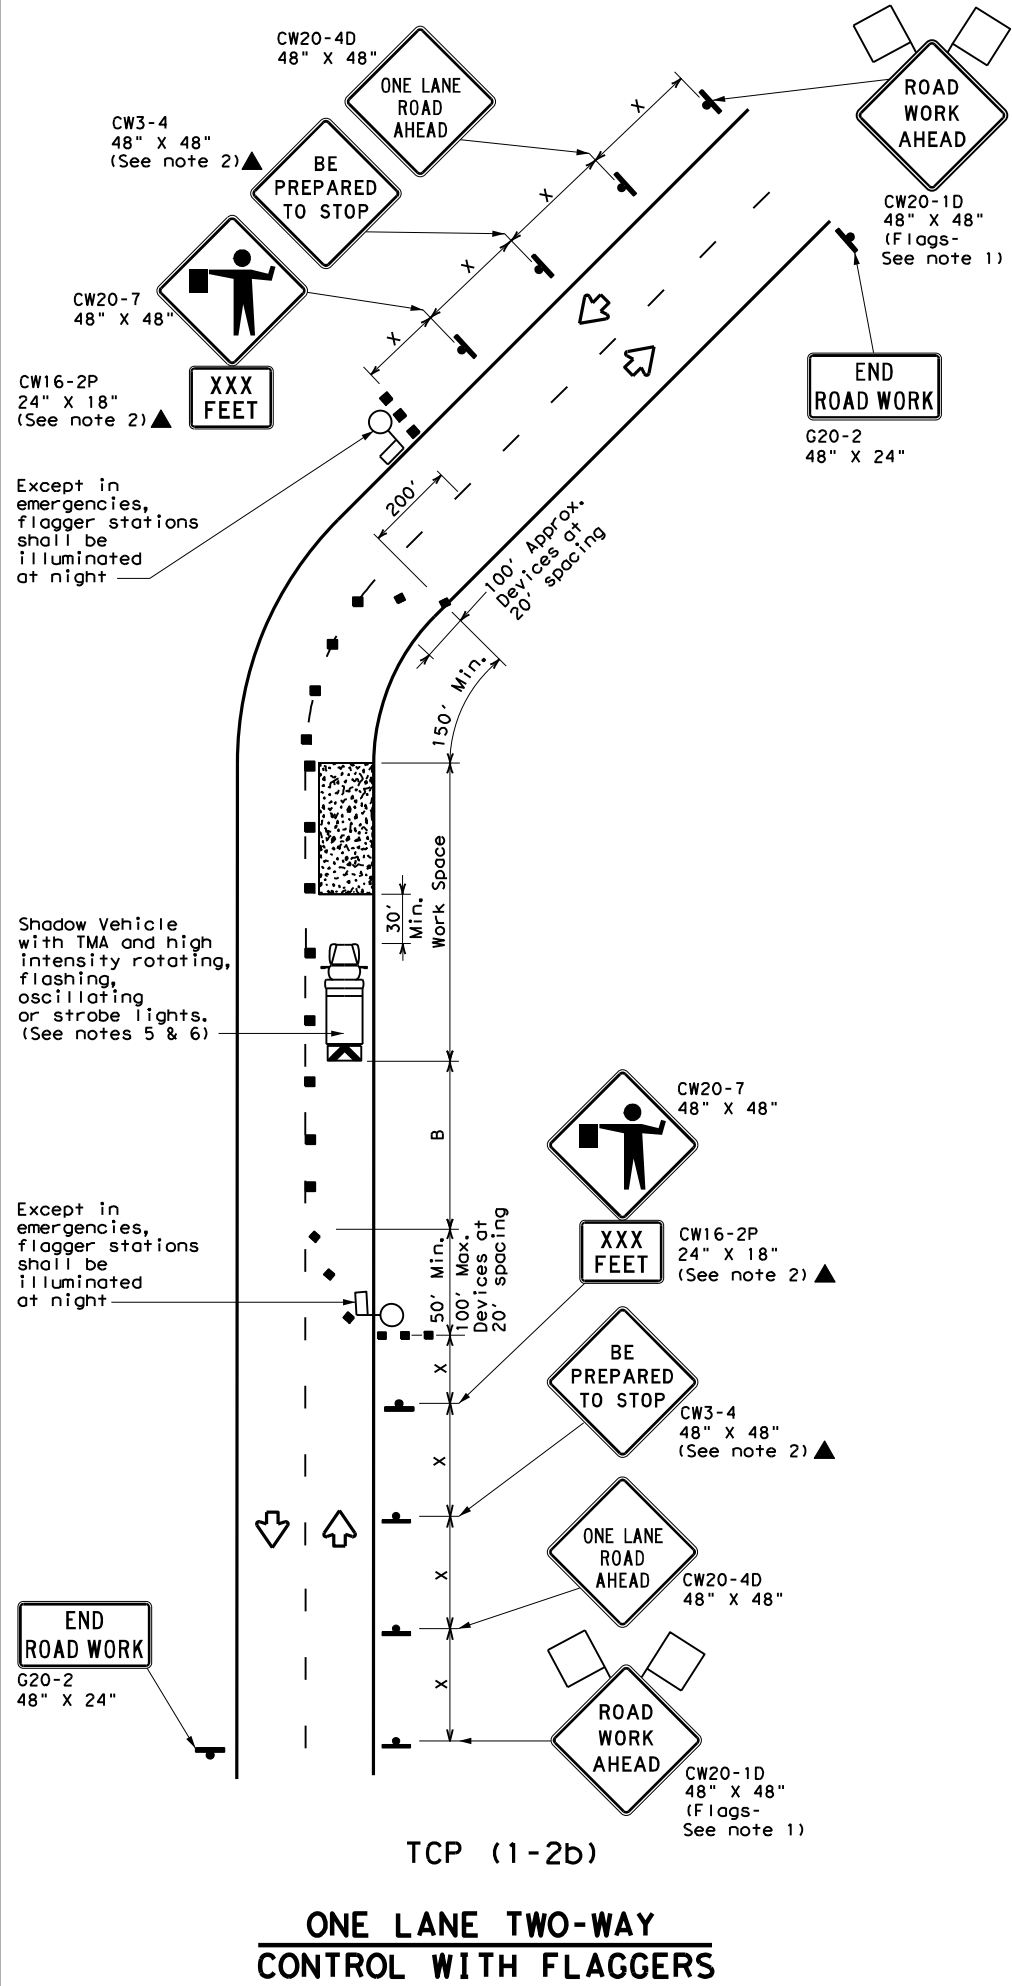 CW20-4D
48" X 48"
ONE LANE
ROAD
AHEAD
X
ROAD
WORK
AHEAD
CW20-1D
48" X 48"
(Flags-
See note 1)
CW3-4
48" X 48"
(See note 2)
BE
PREPARED
TO STOP
X
X
CW20-7
48" X 48"
X
CW16-2P
24" X 18"
(See note 2)
XXX
FEET
END
ROAD WORK
G20-2
48" X 24"
Except in
emergencies,
flagger stations
shall be
illuminated
at night
200'
100' Approx.
Devices at
20' spacing
150' Min.
Work Space
30'
Min.
Shadow Vehicle
with TMA and high
intensity rotating,
flashing,
oscillating
or strobe lights.
(See notes 5 & 6)
B
CW20-7
48" X 48"
Except in
emergencies,
flagger stations
shall be
illuminated
at night
50' Min.
100' Max.
Devices at
20' spacing
XXX
FEET
CW16-2P
24" X 18"
(See note 2)
X
BE
PREPARED
TO STOP
CW3-4
48" X 48"
(See note 2)
X
ONE LANE
ROAD
AHEAD
CW20-4D
48" X 48"
X
END
ROAD WORK
G20-2
48" X 24"
X
ROAD
WORK
AHEAD
CW20-1D
48" X 48"
(Flags-
See note 1)
TCP (1-2b)
ONE LANE TWO-WAY
CONTROL WITH FLAGGERS